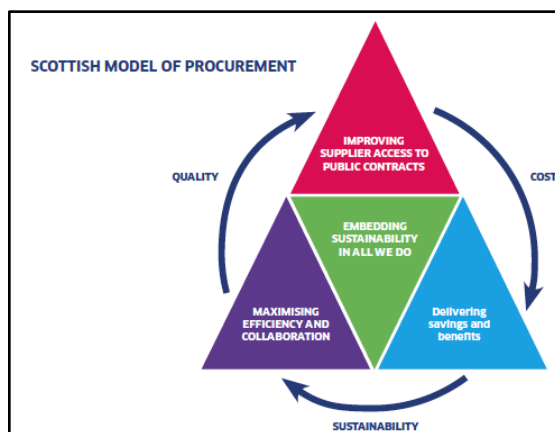 SCOTTISH MODEL OF PROCUREMENT
IMPROVING
SUPPLIER ACCESS TO
PUBLIC CONTRACTS
QUALITY
COST
EMBEDDING
SUSTAINABILITY
IN ALL WE DO
MAXIMISING
EFFICIENCY AND
COLLABORATION
Delivering
savings and
benefits
SUSTAINABILITY